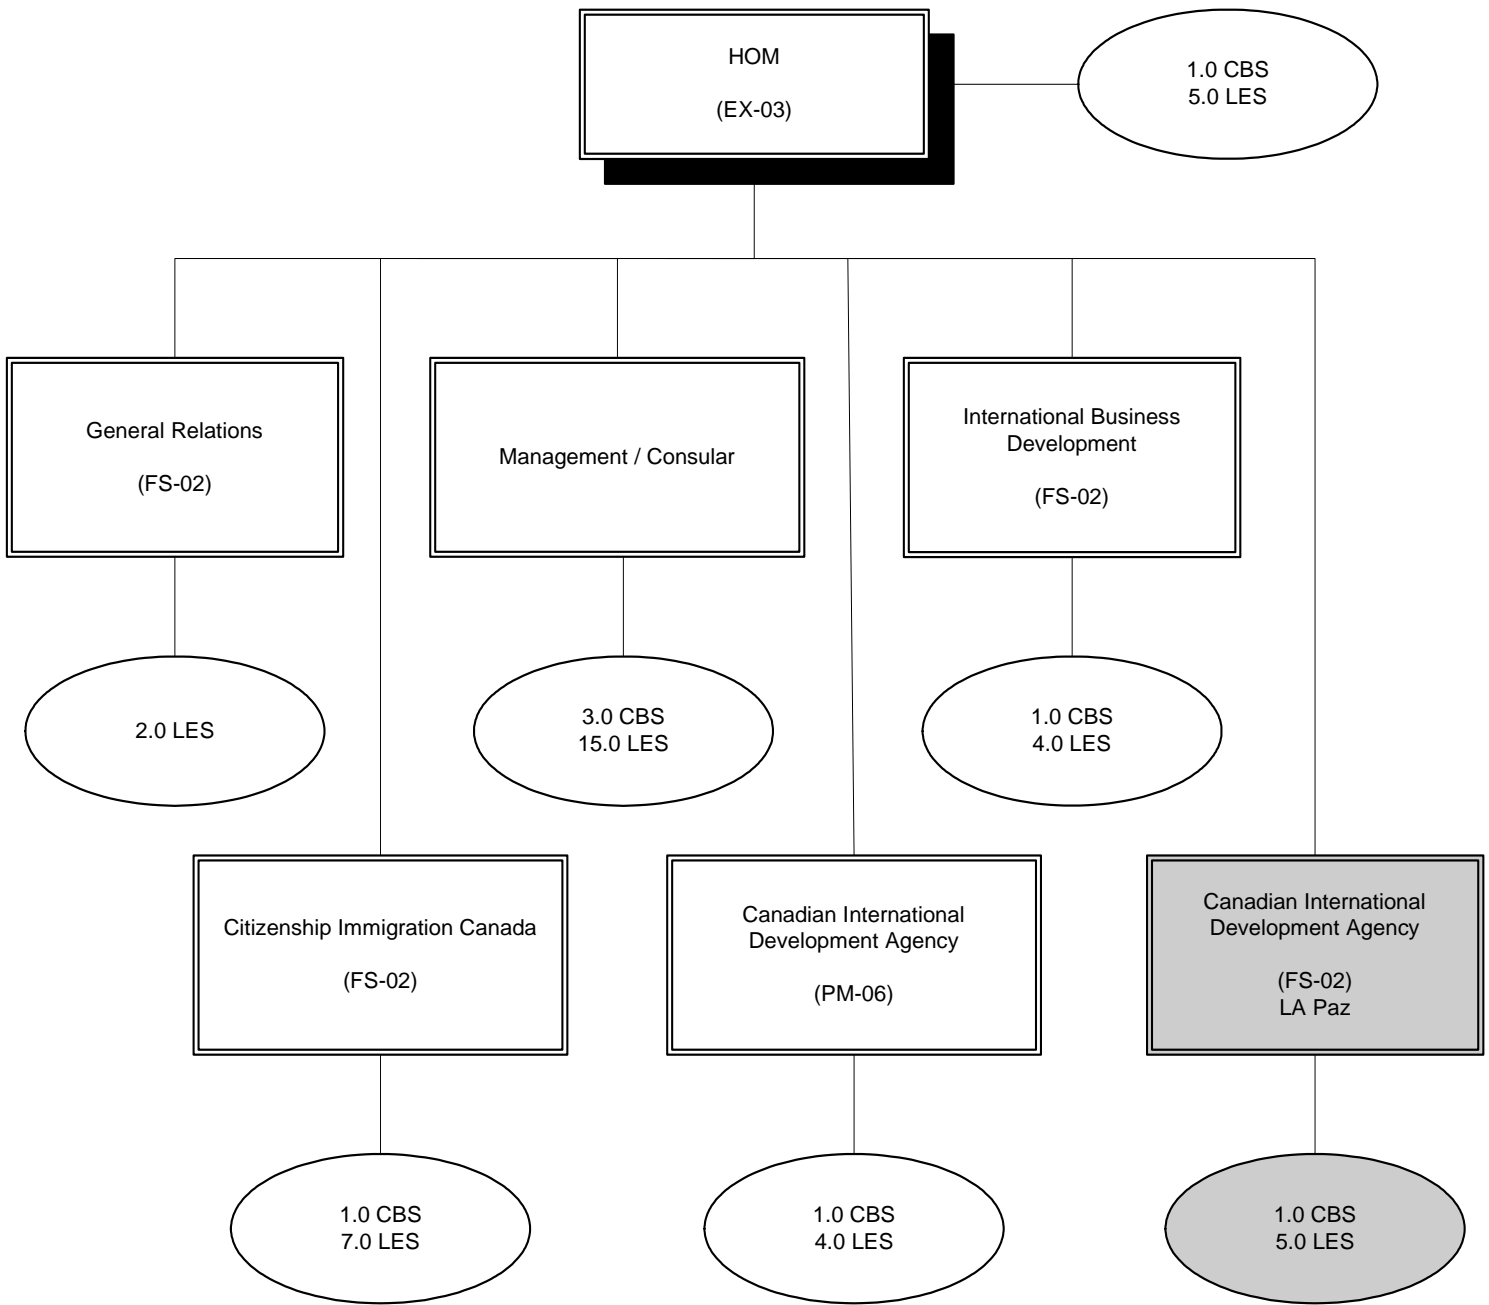 HOM
(EX-03)
1.0 CBS
5.0 LES
General Relations
(FS-02)
Management / Consular
International Business
Development
(FS-02)
2.0 LES
3.0 CBS
15.0 LES
1.0 CBS
4.0 LES
Citizenship Immigration Canada
(FS-02)
Canadian International
Development Agency
(PM-06)
Canadian International
Development Agency
(FS-02)
LA Paz
1.0 CBS
7.0 LES
1.0 CBS
4.0 LES
1.0 CBS
5.0 LES